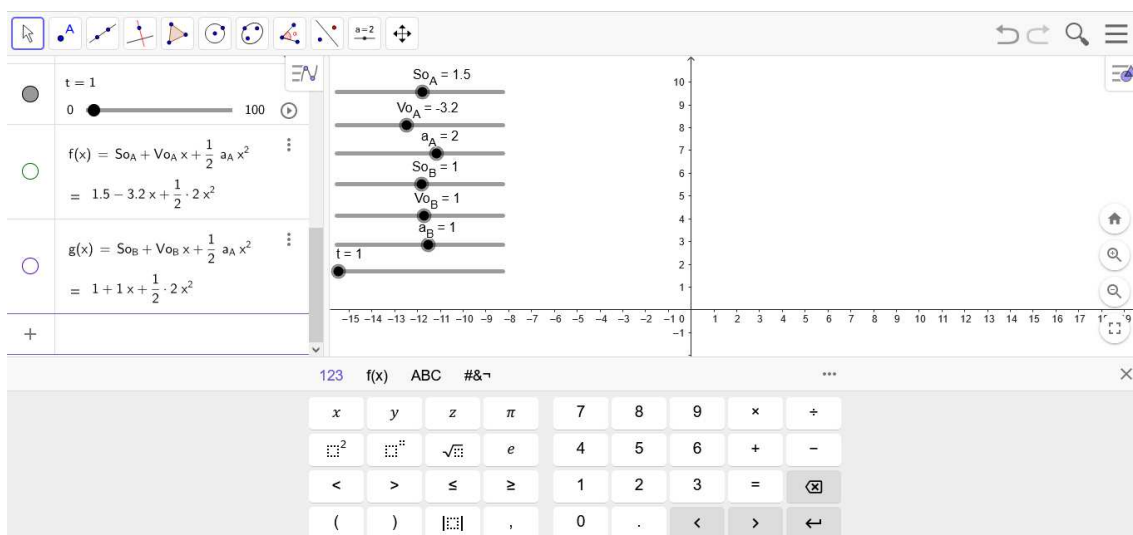 A
a=2
t = 1
0 100
f(x) = So_A + Vo_A x + 1/2 a_A x²
= 1.5 − 3.2 x + 1/2 · 2 x²
g(x) = So_B + Vo_B x + 1/2 a_A x²
= 1 + 1 x + 1/2 · 2 x²
+
So_A = 1.5
Vo_A = -3.2
a_A = 2
So_B = 1
Vo_B = 1
a_B = 1
t = 1
10
9
8
7
6
5
4
3
2
1
−15 −14 −13 −12 −11 −10 −9 −8 −7 −6 −5 −4 −3 −2 −1 0 1 2 3 4 5 6 7 8 9 10 11 12 13 14 15 16 17
−1
123 f(x) ABC #&¬ ...
x y z π 7 8 9 × ÷
² √ e 4 5 6 + −
< > ≤ ≥ 1 2 3 =
( ) | | , 0 . < >